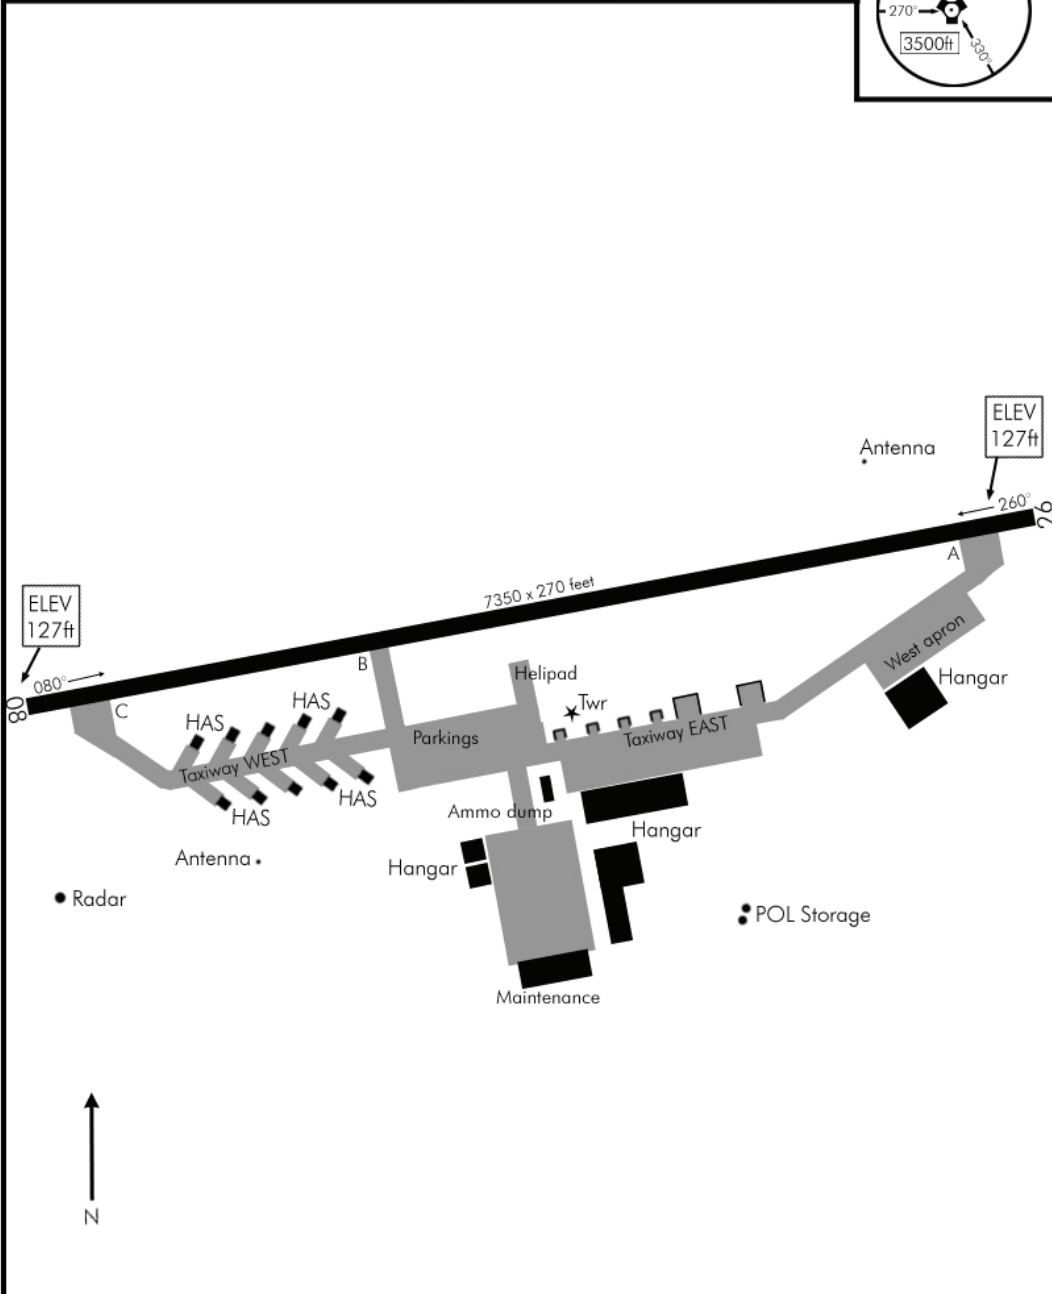 270°
3500ft
330°
ELEV
127ft
Antenna
260°
26
A
7350 x 270 feet
ELEV
127ft
B
West apron
Helipad
Hangar
080°
08
C
HAS
HAS
Twr
Taxiway EAST
Parkings
Taxiway WEST
HAS
HAS
Ammo dump
Hangar
Antenna
Hangar
Radar
POL Storage
Maintenance
N